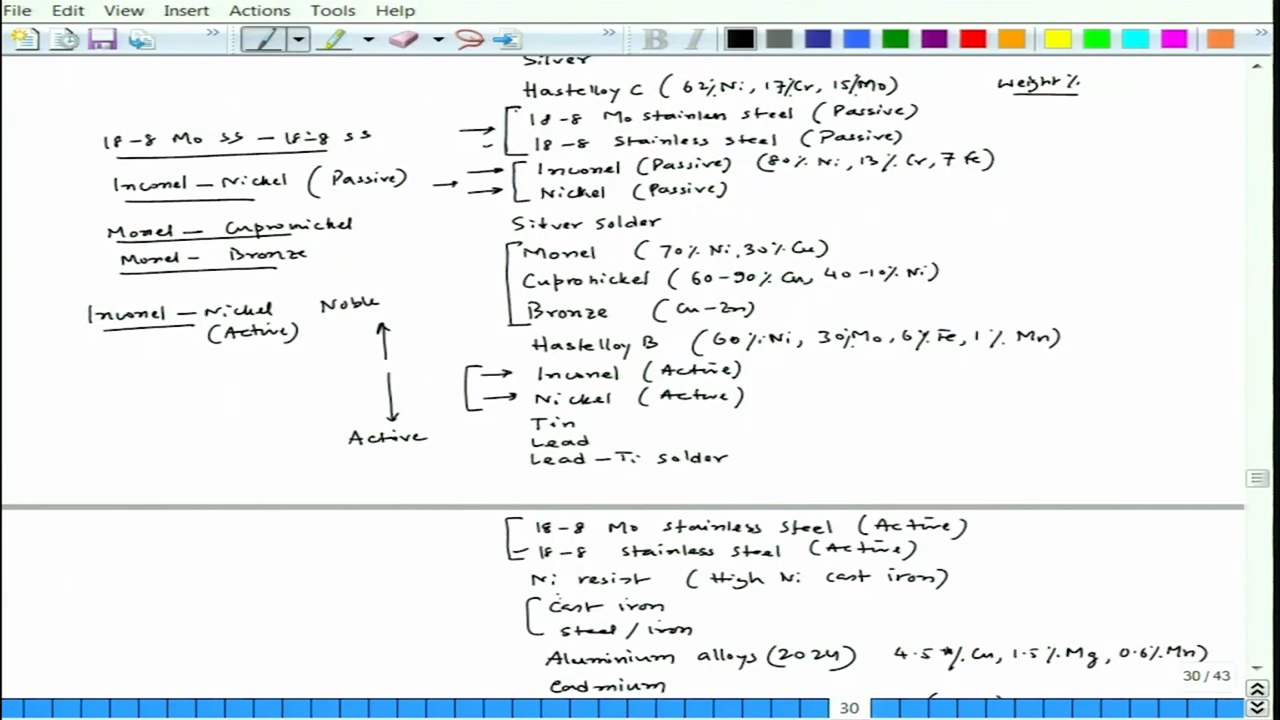 File Edit View Insert Actions Tools Help
Silver
Hastelloy C (62% Ni, 17% Cr, 15% Mo)
Weight %
18-8 Mo stainless steel (Passive)
18-8 Mo SS - 18-8 SS
18-8 Stainless steel (Passive)
Inconel (Passive) (80% Ni, 13% Cr, 7 Fe)
Inconel - Nickel (Passive)
Nickel (Passive)
Silver solder
Monel - Cupronickel
Monel - Bronze
Monel (70% Ni, 30% Cu)
Cupronickel (60-90% Cu, 40-10% Ni)
Inconel - Nickel
(Active)
Noble
Active
Bronze (Cu-Zn)
Hastelloy B (60% Ni, 30% Mo, 6% Fe, 1% Mn)
Inconel (Active)
Nickel (Active)
Tin
Lead
Lead - Ti solder
18-8 Mo stainless steel (Active)
18-8 stainless steel (Active)
Ni resist (High Ni cast iron)
Cast iron
Steel/iron
Aluminium alloys (2024) 4.5% Cu, 1.5% Mg, 0.6% Mn)
Cadmium
30 / 43
30